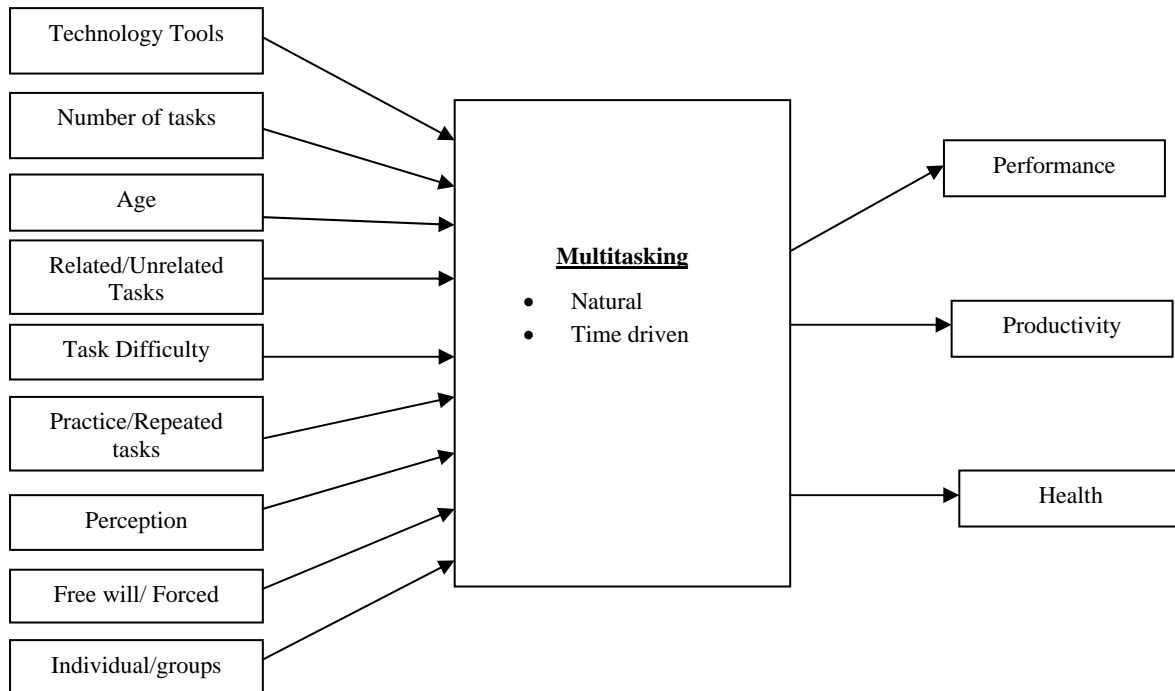 Technology Tools
Number of tasks
Age
Related/Unrelated
Tasks
Task Difficulty
Practice/Repeated
tasks
Perception
Free will/ Forced
Individual/groups
Multitasking
• Natural
• Time driven
Performance
Productivity
Health